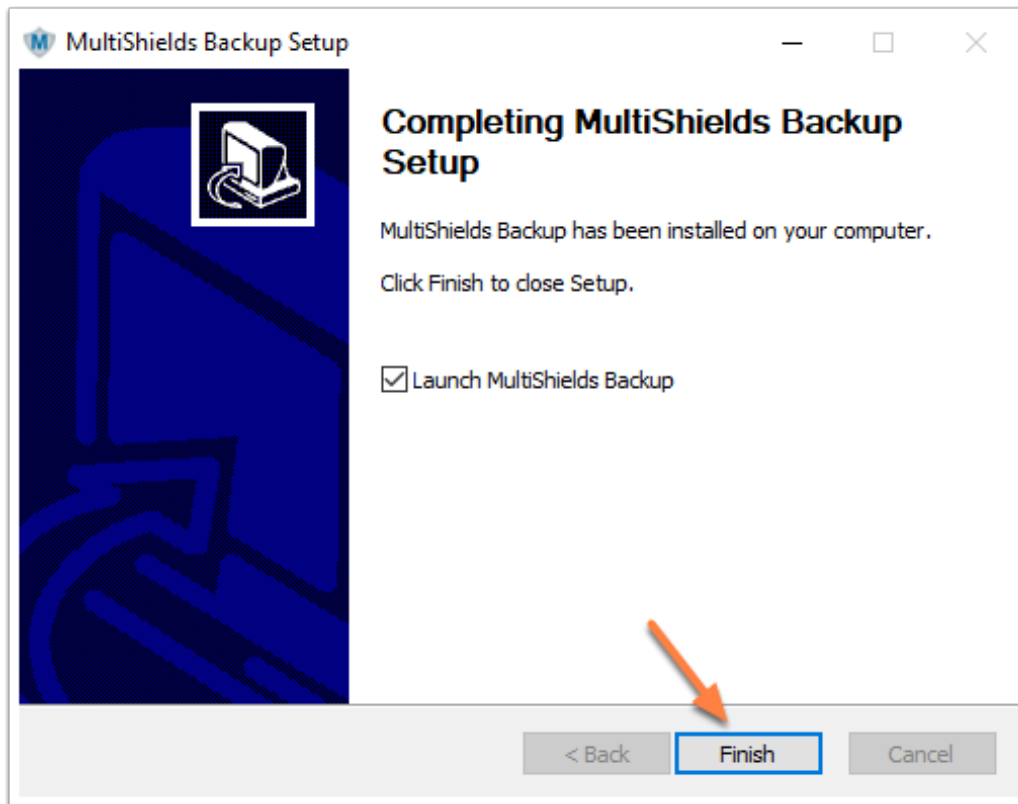 MultiShields Backup Setup
Completing MultiShields Backup
Setup
MultiShields Backup has been installed on your computer.
Click Finish to close Setup.
Launch MultiShields Backup
< Back
Finish
Cancel